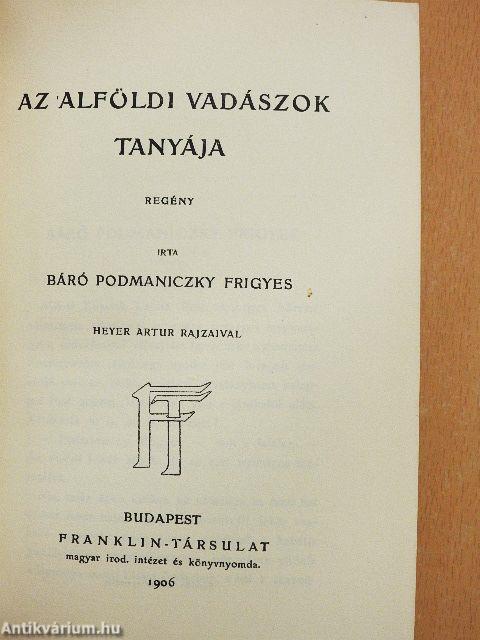 AZ ALFÖLDI VADÁSZOK
TANYÁJA
REGÉNY
IRTA
BÁRÓ PODMANICZKY FRIGYES
HEYER ARTUR RAJZAIVAL
FT
BUDAPEST
FRANKLIN-TÁRSULAT
magyar irod. intézet és könyvnyomda.
1906
Antikvárium.hu